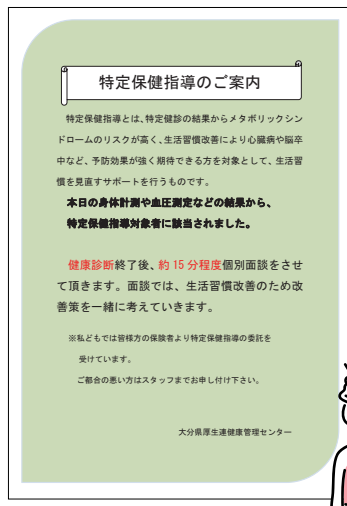 特定保健指導のご案内
特定保健指導とは、特定健診の結果からメタボリックシン
ドロームのリスクが高く、生活習慣改善により心臓病や脳卒
中など、予防効果が強く期待できる方を対象として、生活習
慣を見直すサポートを行うものです。
本日の身体計測や血圧測定などの結果から、
特定保健指導対象者に該当されました。
健康診断終了後、約 15 分程度個別面談をさせ
て頂きます。面談では、生活習慣改善のため改
善策を一緒に考えていきます。
※私どもでは皆様方の保険者より特定保健指導の委託を
受けています。
ご都合の悪い方はスタッフまでお申し付け下さい。
大分県厚生連健康管理センター